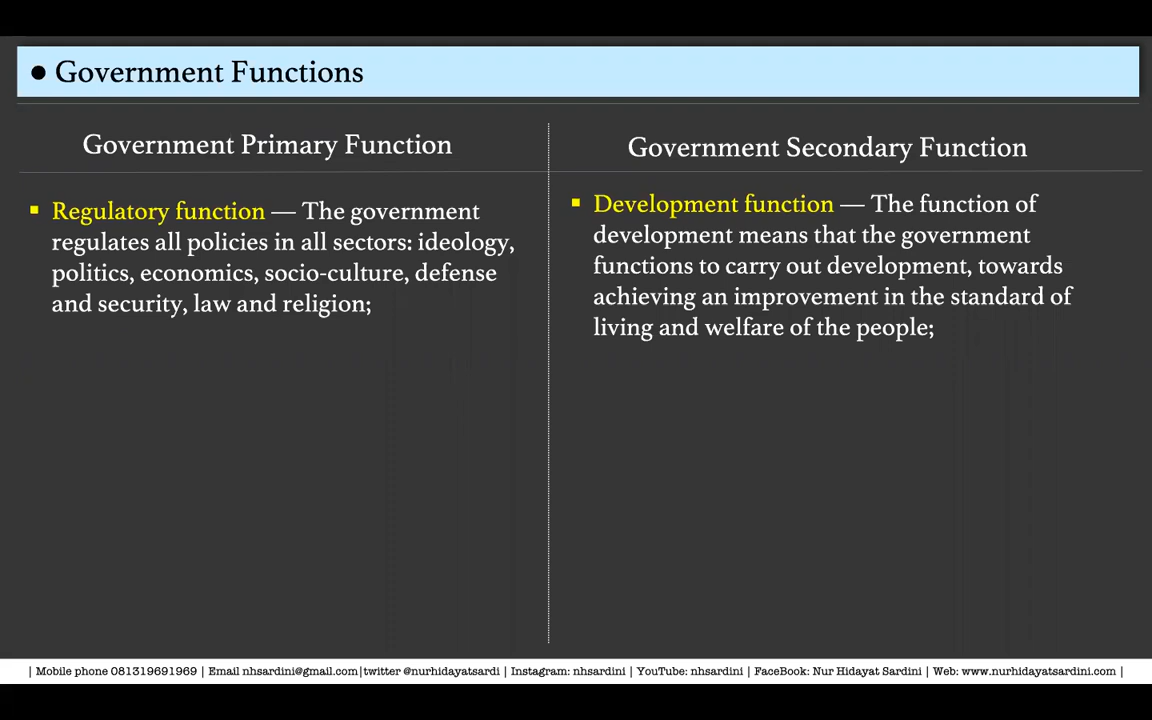 ● Government Functions
Government Primary Function
▪ Regulatory function — The government
regulates all policies in all sectors: ideology,
politics, economics, socio-culture, defense
and security, law and religion;
Government Secondary Function
▪ Development function — The function of
development means that the government
functions to carry out development, towards
achieving an improvement in the standard of
living and welfare of the people;
| Mobile phone 081319691969 | Email nhsardini@gmail.com|twitter @nurhidayatsardi | Instagram: nhsardini | YouTube: nhsardini | FaceBook: Nur Hidayat Sardini | Web: www.nurhidayatsardini.com |